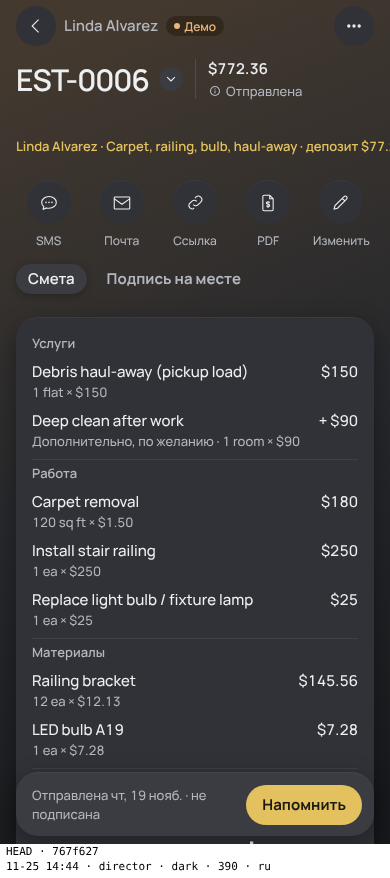 Linda Alvarez Демо
EST-0006
$772.36
Отправлена
Linda Alvarez · Carpet, railing, bulb, haul-away · депозит $77…
SMS Почта Ссылка PDF Изменить
Смета Подпись на месте
Услуги
Debris haul-away (pickup load) $150
1 flat × $150
Deep clean after work + $90
Дополнительно, по желанию · 1 room × $90
Работа
Carpet removal $180
120 sq ft × $1.50
Install stair railing $250
1 ea × $250
Replace light bulb / fixture lamp $25
1 ea × $25
Материалы
Railing bracket $145.56
12 ea × $12.13
LED bulb A19 $7.28
1 ea × $7.28
Отправлена чт, 19 нояб. · не
подписана
Напомнить
HEAD · 767f627
11-25 14:44 · director · dark · 390 · ru